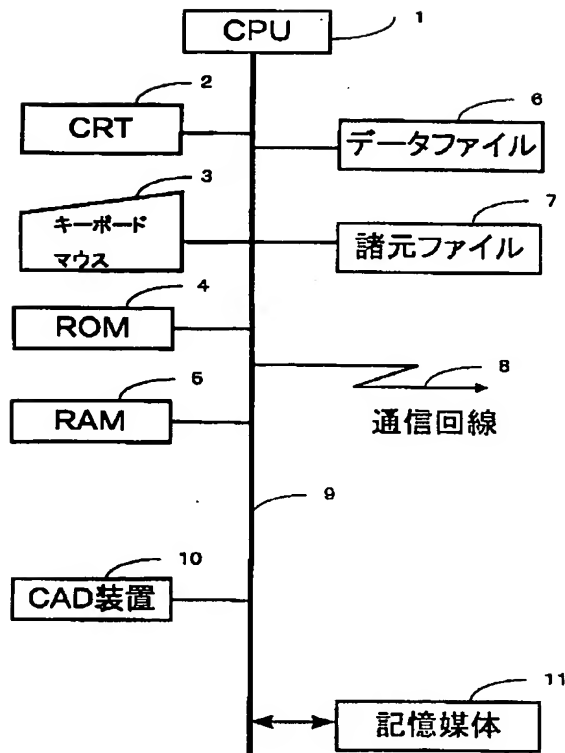 CPU
1
2
CRT
6
データファイル
3
キーボード
マウス
7
諸元ファイル
4
ROM
8
通信回線
5
RAM
9
10
CAD装置
11
記憶媒体